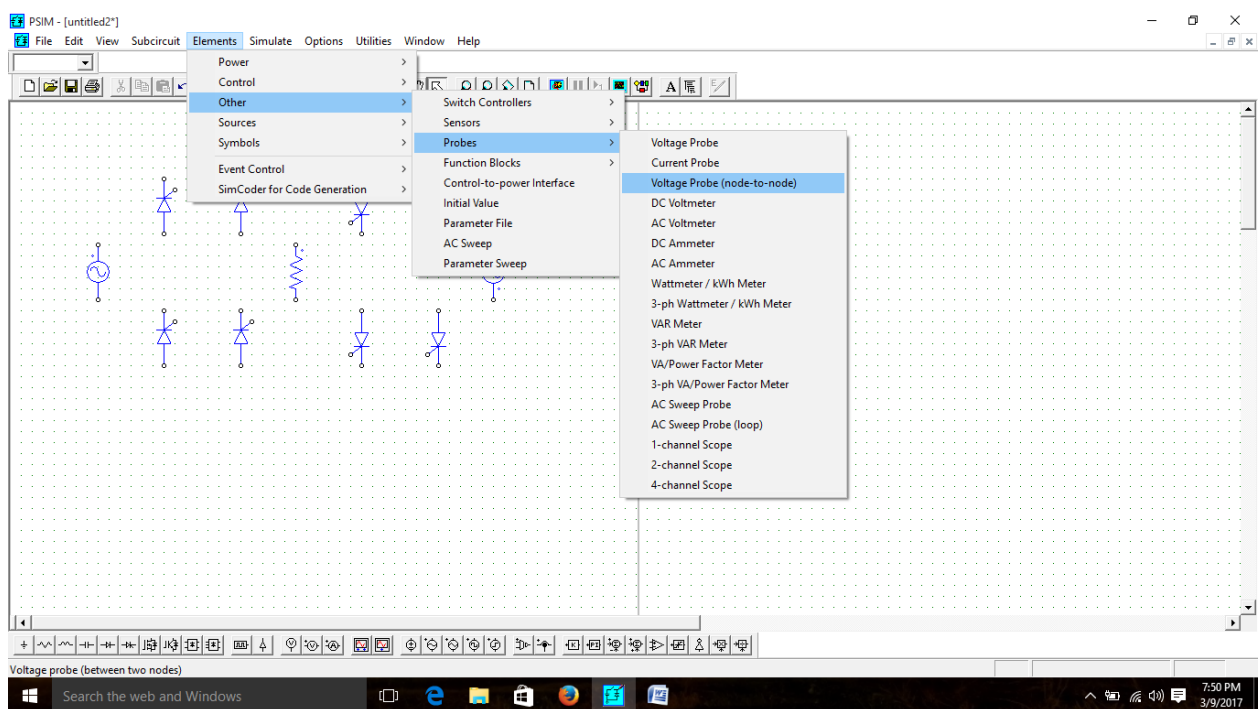 PSIM - [untitled2*]
File Edit View Subcircuit Elements Simulate Options Utilities Window Help
Power
Control
Other
Sources
Symbols
Event Control
SimCoder for Code Generation
Switch Controllers
Sensors
Probes
Function Blocks
Control-to-power Interface
Initial Value
Parameter File
AC Sweep
Parameter Sweep
Voltage Probe
Current Probe
Voltage Probe (node-to-node)
DC Voltmeter
AC Voltmeter
DC Ammeter
AC Ammeter
Wattmeter / kWh Meter
3-ph Wattmeter / kWh Meter
VAR Meter
3-ph VAR Meter
VA/Power Factor Meter
3-ph VA/Power Factor Meter
AC Sweep Probe
AC Sweep Probe (loop)
1-channel Scope
2-channel Scope
4-channel Scope
Voltage probe (between two nodes)
Search the web and Windows
7:50 PM
3/9/2017